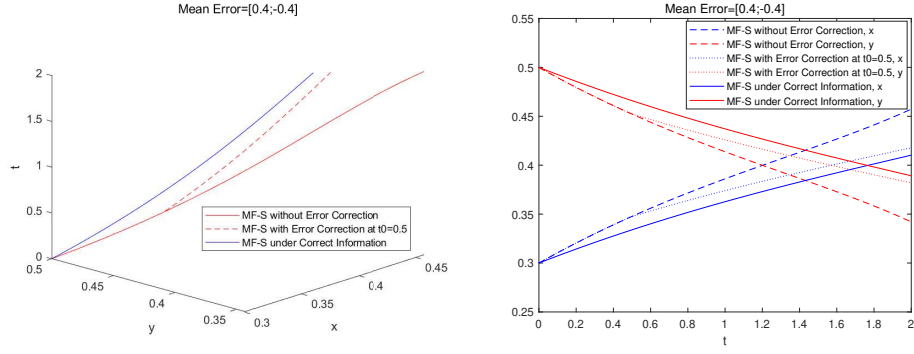 Mean Error=[0.4;-0.4]
2
1.5
1
0.5
0
t
MF-S without Error Correction
MF-S with Error Correction at t0=0.5
MF-S under Correct Information
0.5
0.45
0.4
0.35
y
0.3
0.35
0.4
0.45
x
Mean Error=[0.4;-0.4]
0.55
0.5
0.45
0.4
0.35
0.3
0.25
MF-S without Error Correction, x
MF-S without Error Correction, y
MF-S with Error Correction at t0=0.5, x
MF-S with Error Correction at t0=0.5, y
MF-S under Correct Information, x
MF-S under Correct Information, y
0 0.2 0.4 0.6 0.8 1 1.2 1.4 1.6 1.8 2
t